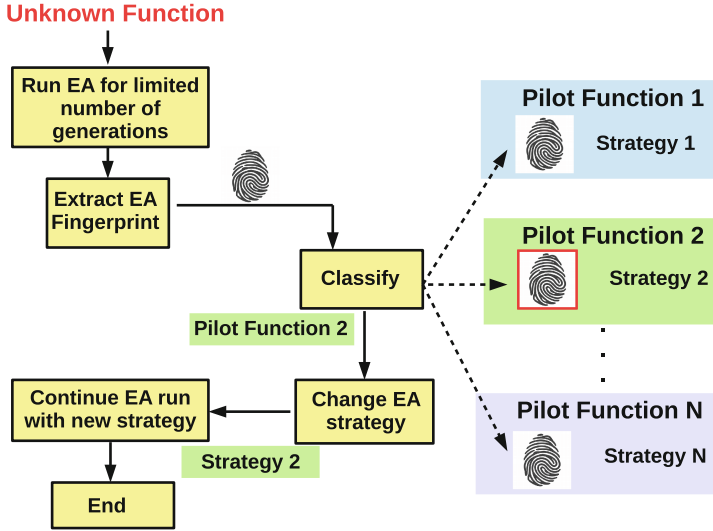 Unknown Function
Run EA for limited
number of
generations
Extract EA
Fingerprint
Classify
Pilot Function 1
Strategy 1
Pilot Function 2
Strategy 2
Pilot Function N
Strategy N
Pilot Function 2
Change EA
strategy
Strategy 2
Continue EA run
with new strategy
End